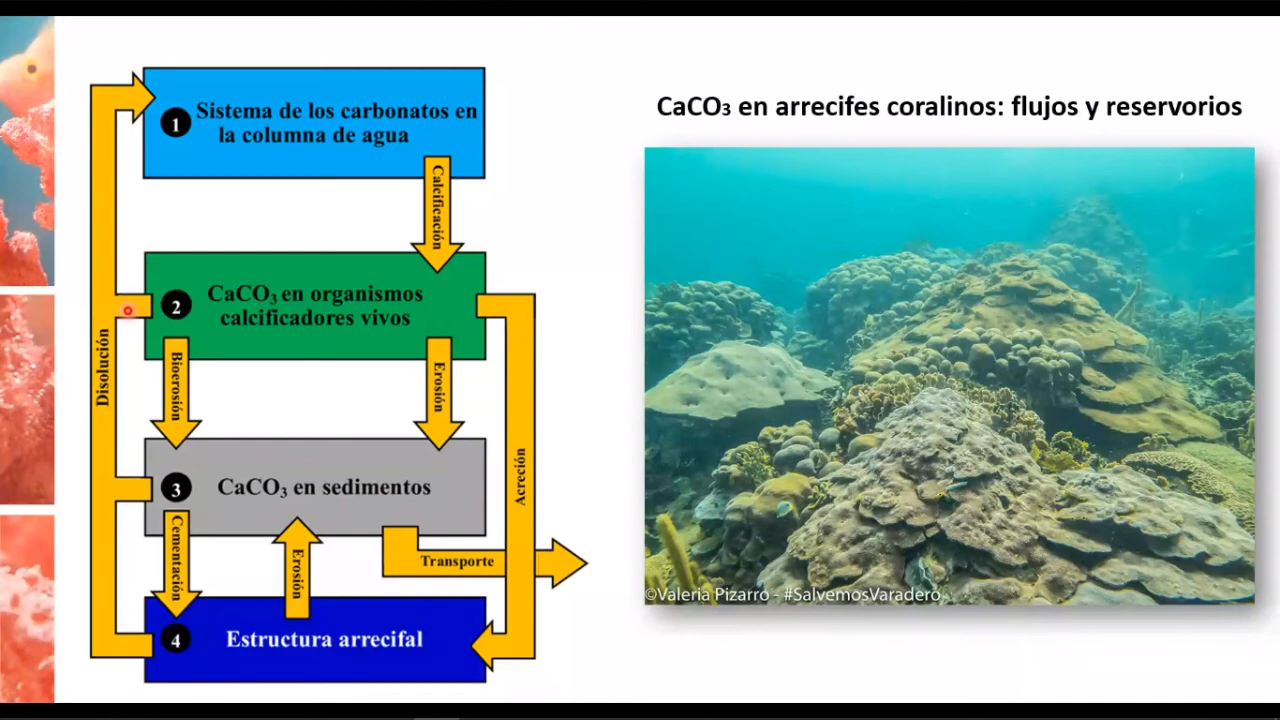 CaCO₃ en arrecifes coralinos: flujos y reservorios
1 Sistema de los carbonatos en
la columna de agua
Calcificación
2 CaCO₃ en organismos
calcificadores vivos
Disolución
Bioerosión
Erosión
Acreción
3 CaCO₃ en sedimentos
Cementación
Erosión
Transporte
4 Estructura arrecifal
©Valeria Pizarro - #SalvemosVaradero